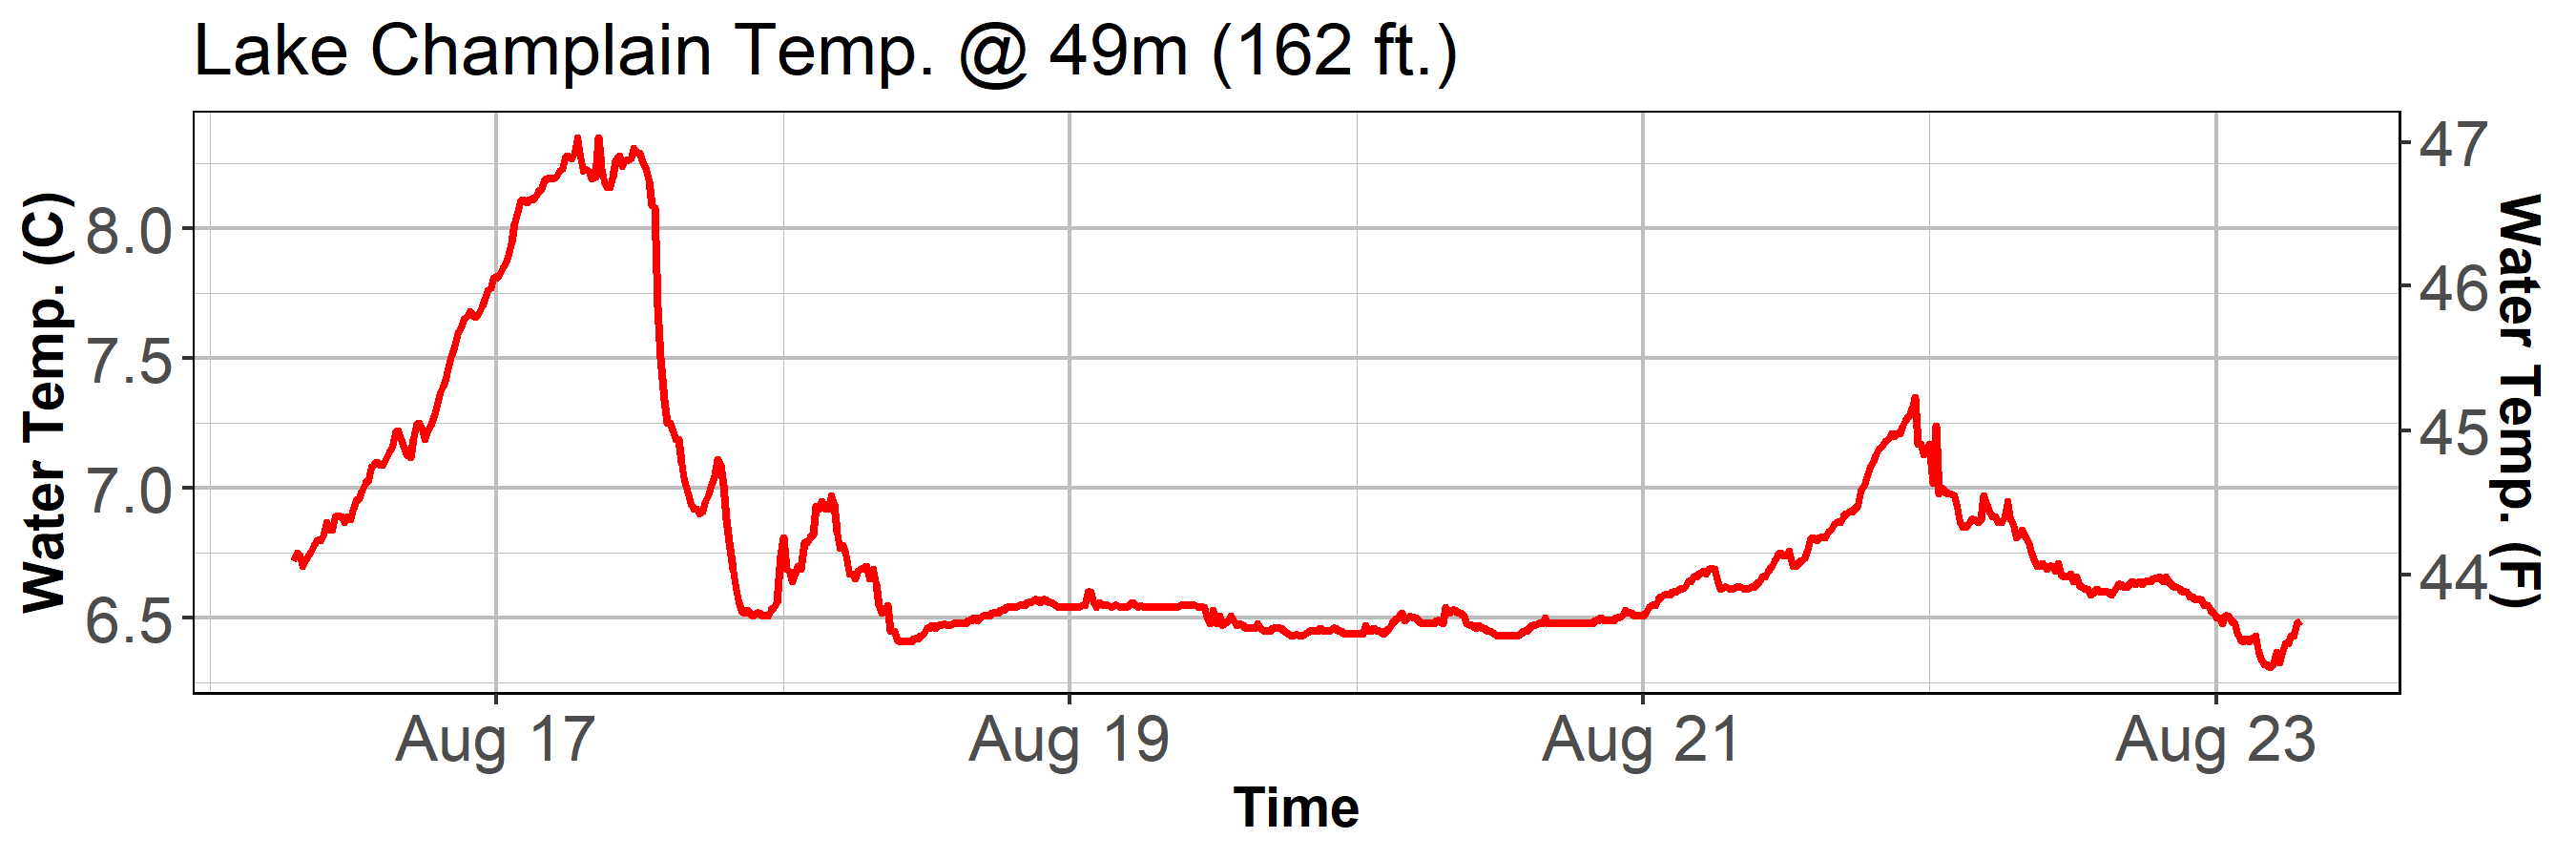 Lake Champlain Temp. @ 49m (162 ft.)
Water Temp. (C)
8.0
7.5
7.0
6.5
47
46
45
44
Water Temp. (F)
Aug 17
Aug 19
Aug 21
Aug 23
Time